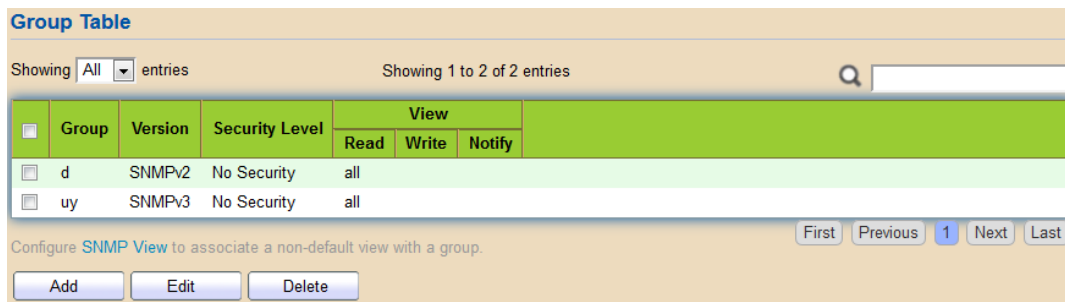 Group Table
Showing All entries Showing 1 to 2 of 2 entries
Group Version Security Level View
Read Write Notify
d SNMPv2 No Security all
uy SNMPv3 No Security all
First Previous 1 Next Last
Configure SNMP View to associate a non-default view with a group.
Add Edit Delete